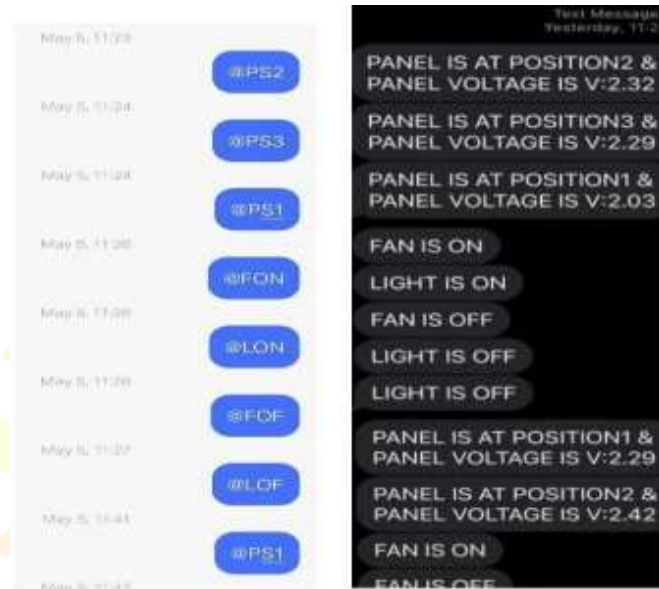 May 5, 11:23
@PS2
May 5, 11:24
@PS3
May 5, 11:24
@PS1
May 5, 11:26
@FON
May 5, 11:26
@LON
May 5, 11:26
@FOF
May 5, 11:27
@LOF
May 5, 11:41
@PS1
Text Message
Yesterday,
PANEL IS AT POSITION2 &
PANEL VOLTAGE IS V:2.32
PANEL IS AT POSITION3 &
PANEL VOLTAGE IS V:2.29
PANEL IS AT POSITION1 &
PANEL VOLTAGE IS V:2.03
FAN IS ON
LIGHT IS ON
FAN IS OFF
LIGHT IS OFF
LIGHT IS OFF
PANEL IS AT POSITION1 &
PANEL VOLTAGE IS V:2.29
PANEL IS AT POSITION2 &
PANEL VOLTAGE IS V:2.42
FAN IS ON
FAN IS OFF